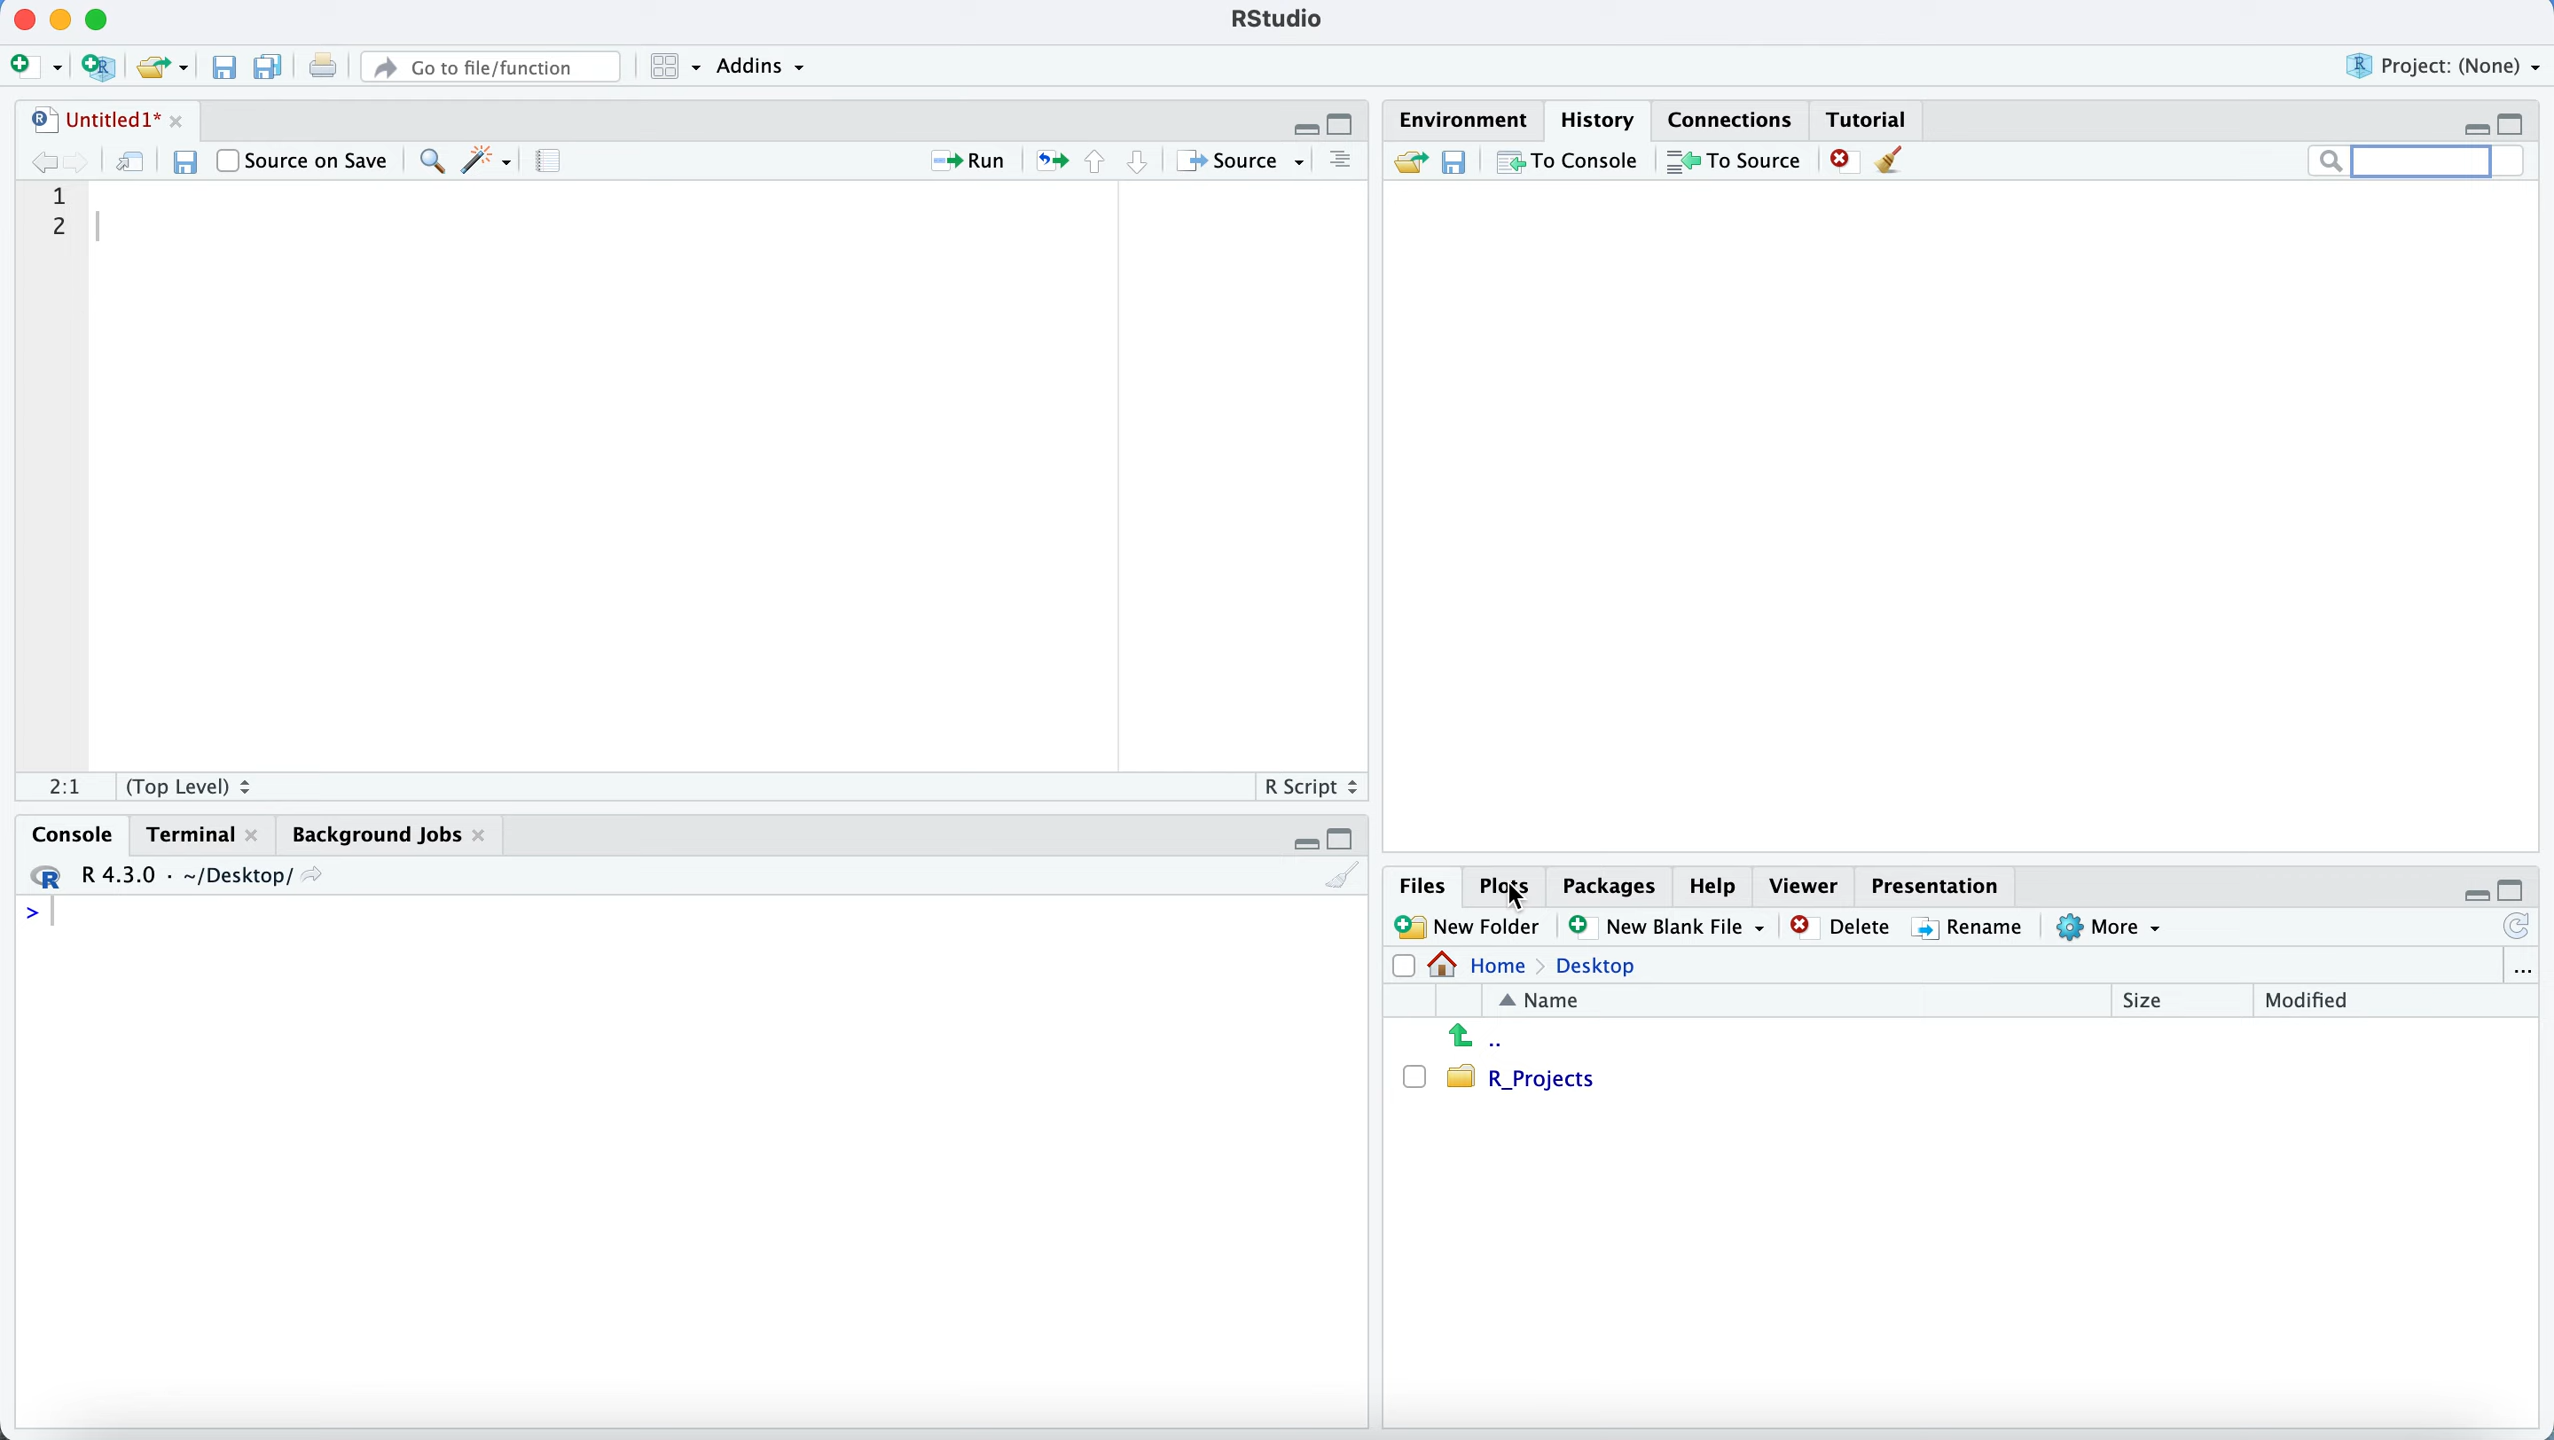 RStudio
Go to file/function
Addins
Project: (None)
Untitled1*
Source on Save
Run
Source
1
2
2:1
(Top Level)
R Script
Console
Terminal
Background Jobs
R 4.3.0 · ~/Desktop/
>
Environment
History
Connections
Tutorial
To Console
To Source
Files
Plots
Packages
Help
Viewer
Presentation
New Folder
New Blank File
Delete
Rename
More
Home
Desktop
...
Name
Size
Modified
..
R_Projects